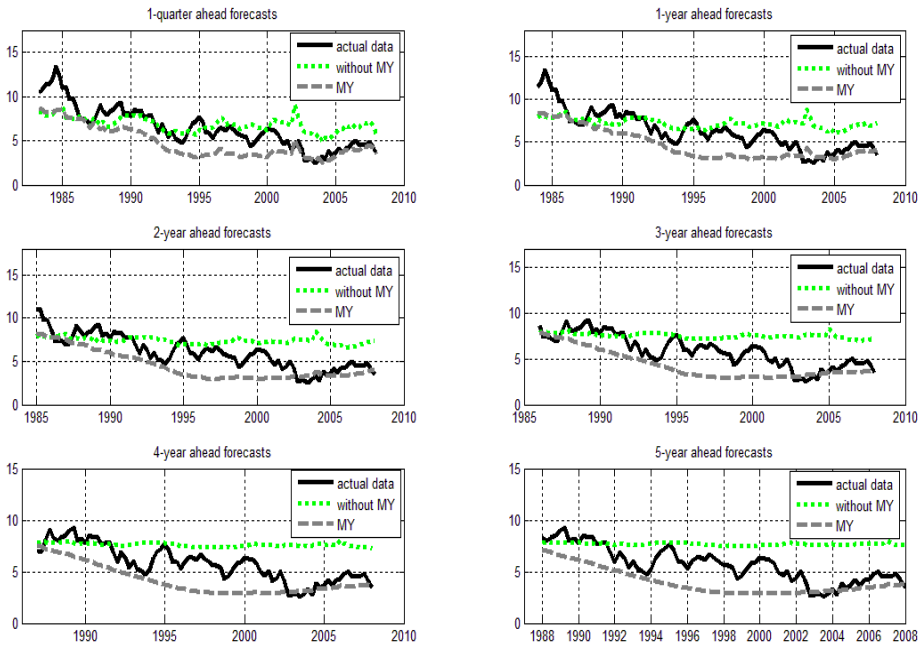 1-quarter ahead forecasts
15
10
5
0
1985 1990 1995 2000 2005 2010
actual data
without MY
MY
1-year ahead forecasts
15
10
5
0
1985 1990 1995 2000 2005 2010
actual data
without MY
MY
2-year ahead forecasts
15
10
5
0
1985 1990 1995 2000 2005 2010
actual data
without MY
MY
3-year ahead forecasts
15
10
5
0
1985 1990 1995 2000 2005 2010
actual data
without MY
MY
4-year ahead forecasts
15
10
5
0
1990 1995 2000 2005 2010
actual data
without MY
MY
5-year ahead forecasts
15
10
5
0
1988 1990 1992 1994 1996 1998 2000 2002 2004 2006 2008
actual data
without MY
MY